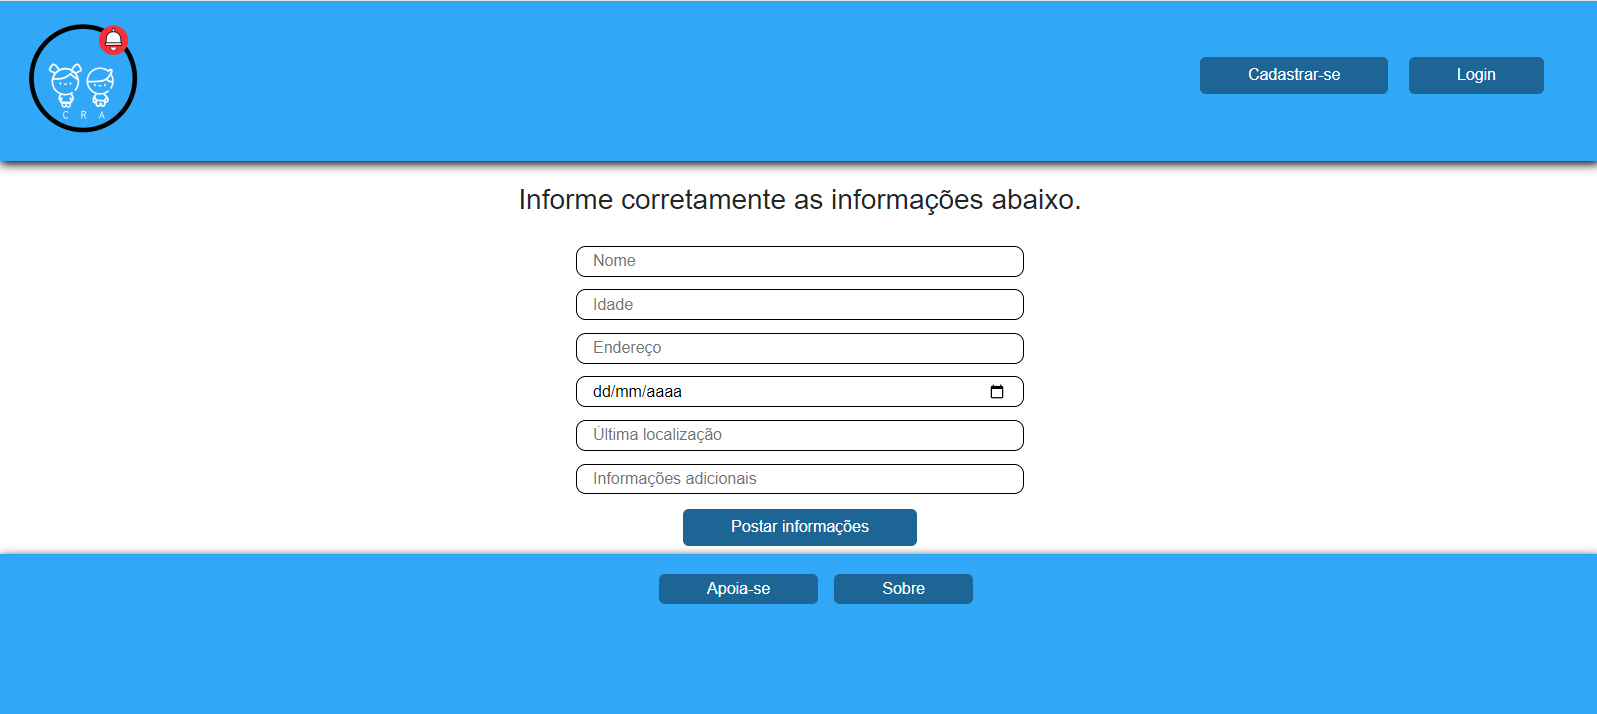 C R A
Cadastrar-se
Login
Informe corretamente as informações abaixo.
Nome
Idade
Endereço
dd/mm/aaaa
Última localização
Informações adicionais
Postar informações
Apoia-se
Sobre